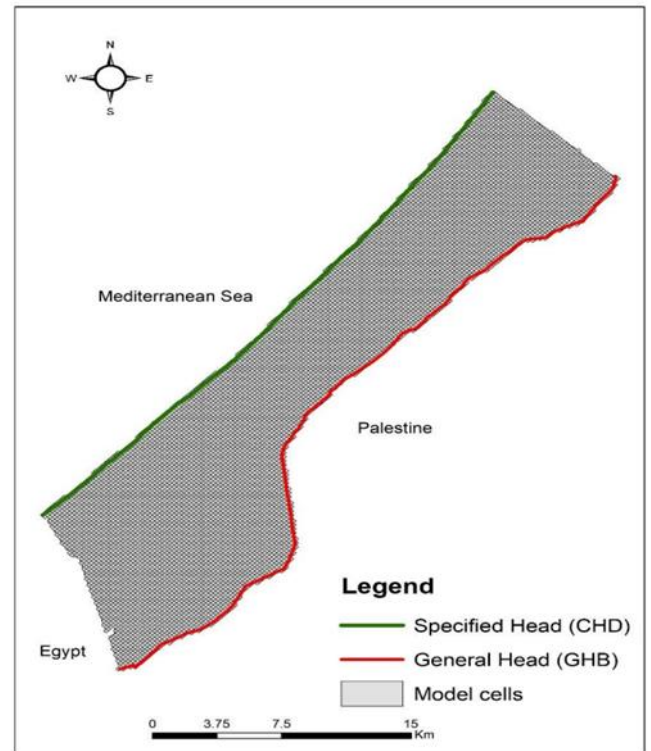 N
W E
S
Mediterranean Sea
Palestine
Egypt
Legend
Specified Head (CHD)
General Head (GHB)
Model cells
0 3.75 7.5 15
Km